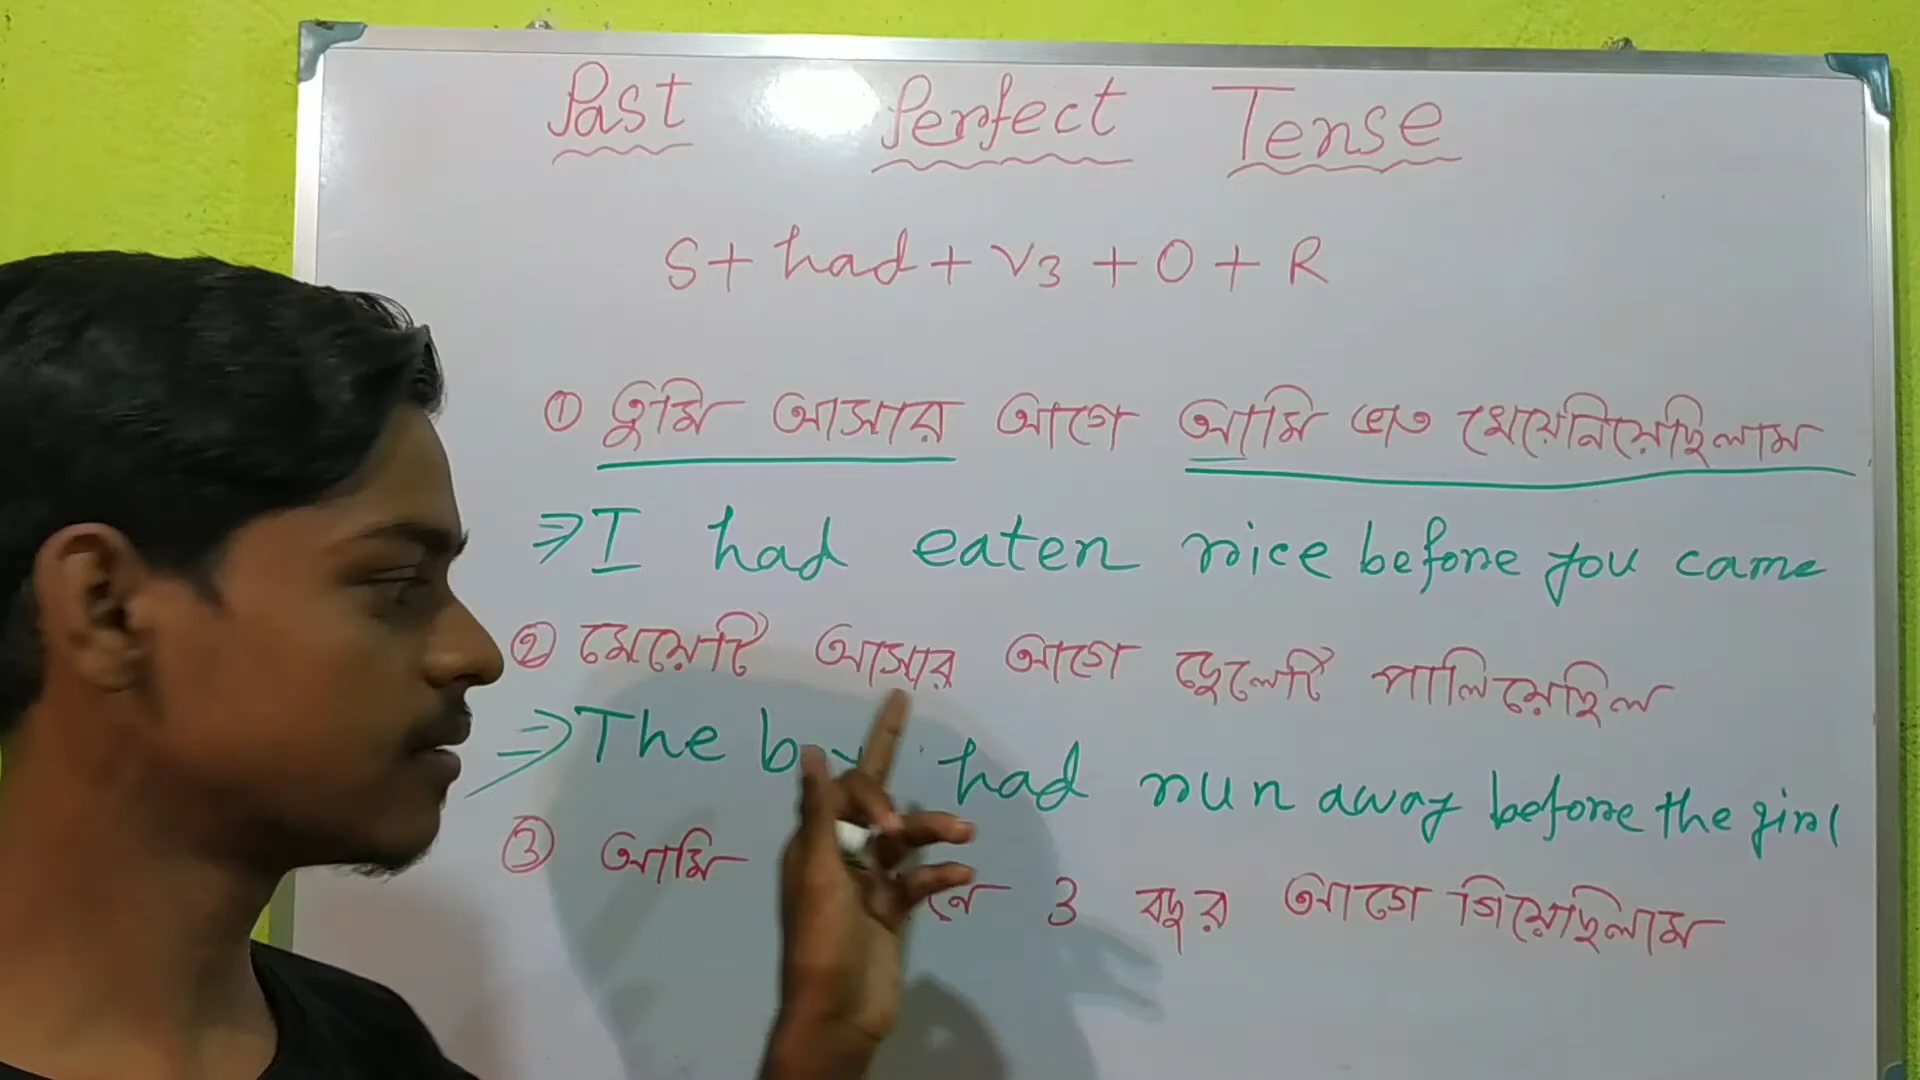 Past Perfect Tense
S + had + V3 + O + R
① তুমি আসার আগে আমি ভাত খেয়েনিয়েছিলাম
⇒ I had eaten rice before you came
② মেয়েটি আসার আগে ছেলেটি পালিয়েছিল
⇒ The had run away before the girl
③ আমি 3 বছর আগে গিয়েছিলাম